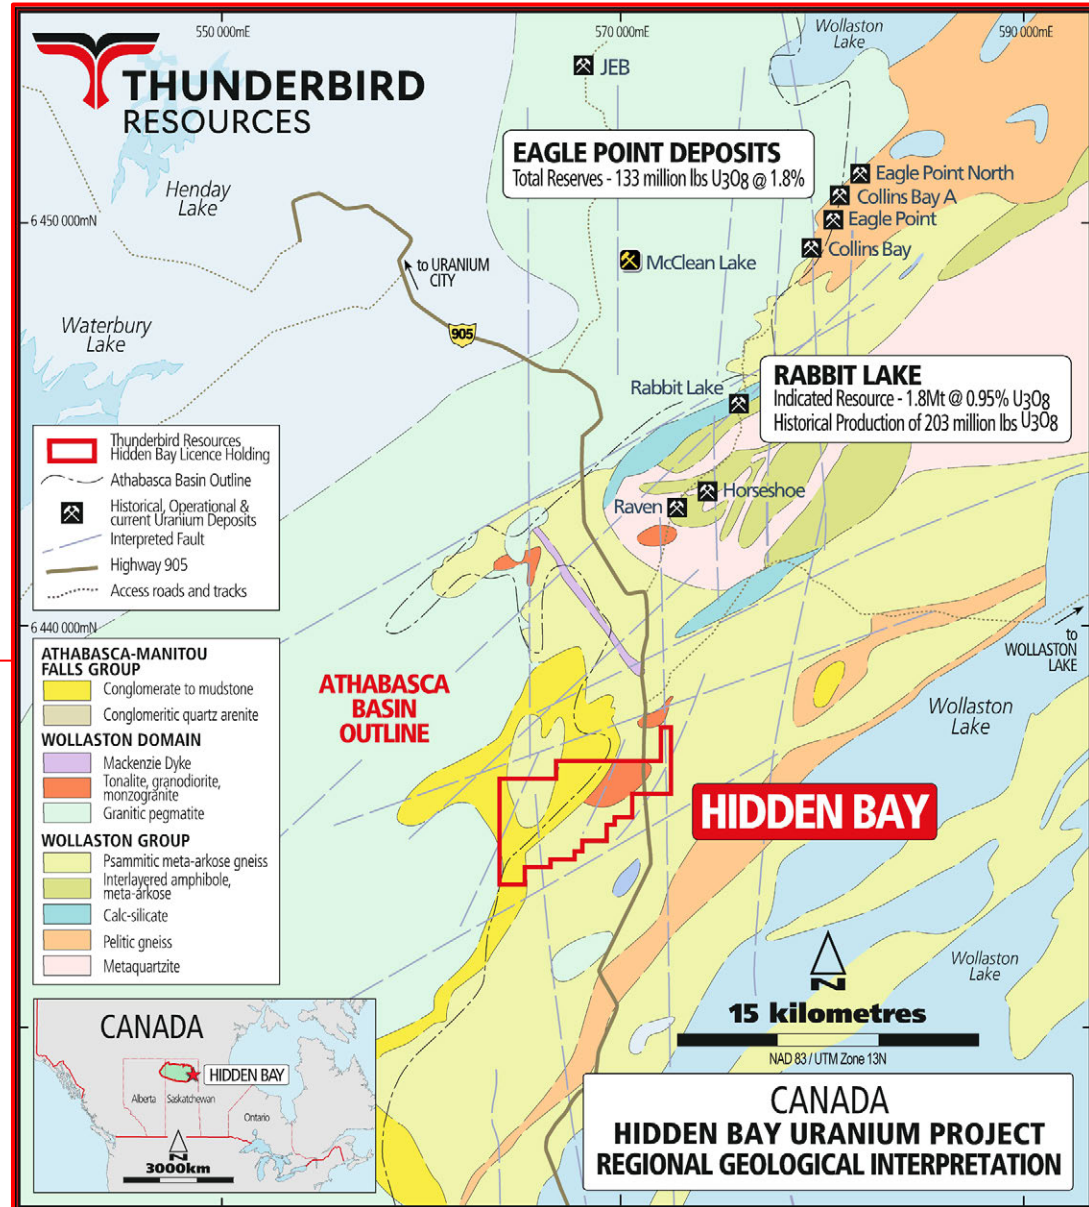 550 000mE
570 000mE
590 000mE
Wollaston
Lake
THUNDERBIRD
RESOURCES
JEB
EAGLE POINT DEPOSITS
Total Reserves - 133 million lbs U3O8 @ 1.8%
Eagle Point North
Collins Bay A
Eagle Point
Collins Bay
Henday
Lake
6 450 000mN
to URANIUM
CITY
McClean Lake
Waterbury
Lake
905
Rabbit Lake
RABBIT LAKE
Indicated Resource - 1.8Mt @ 0.95% U3O8
Historical Production of 203 million lbs U3O8
Thunderbird Resources
Hidden Bay Licence Holding
Athabasca Basin Outline
Historical, Operational &
current Uranium Deposits
Interpreted Fault
Highway 905
Access roads and tracks
Horseshoe
Raven
6 440 000mN
to
WOLLASTON
LAKE
ATHABASCA-MANITOU
FALLS GROUP
Conglomerate to mudstone
Conglomeritic quartz arenite
WOLLASTON DOMAIN
Mackenzie Dyke
Tonalite, granodiorite,
monzogranite
Granitic pegmatite
WOLLASTON GROUP
Psammitic meta-arkose gneiss
Interlayered amphibole,
meta-arkose
Calc-silicate
Pelitic gneiss
Metaquartzite
ATHABASCA
BASIN
OUTLINE
Wollaston
Lake
HIDDEN BAY
Wollaston
Lake
N
15 kilometres
NAD 83 / UTM Zone 13N
CANADA
HIDDEN BAY
Alberta
Saskatchewan
Ontario
N
3000km
CANADA
HIDDEN BAY URANIUM PROJECT
REGIONAL GEOLOGICAL INTERPRETATION